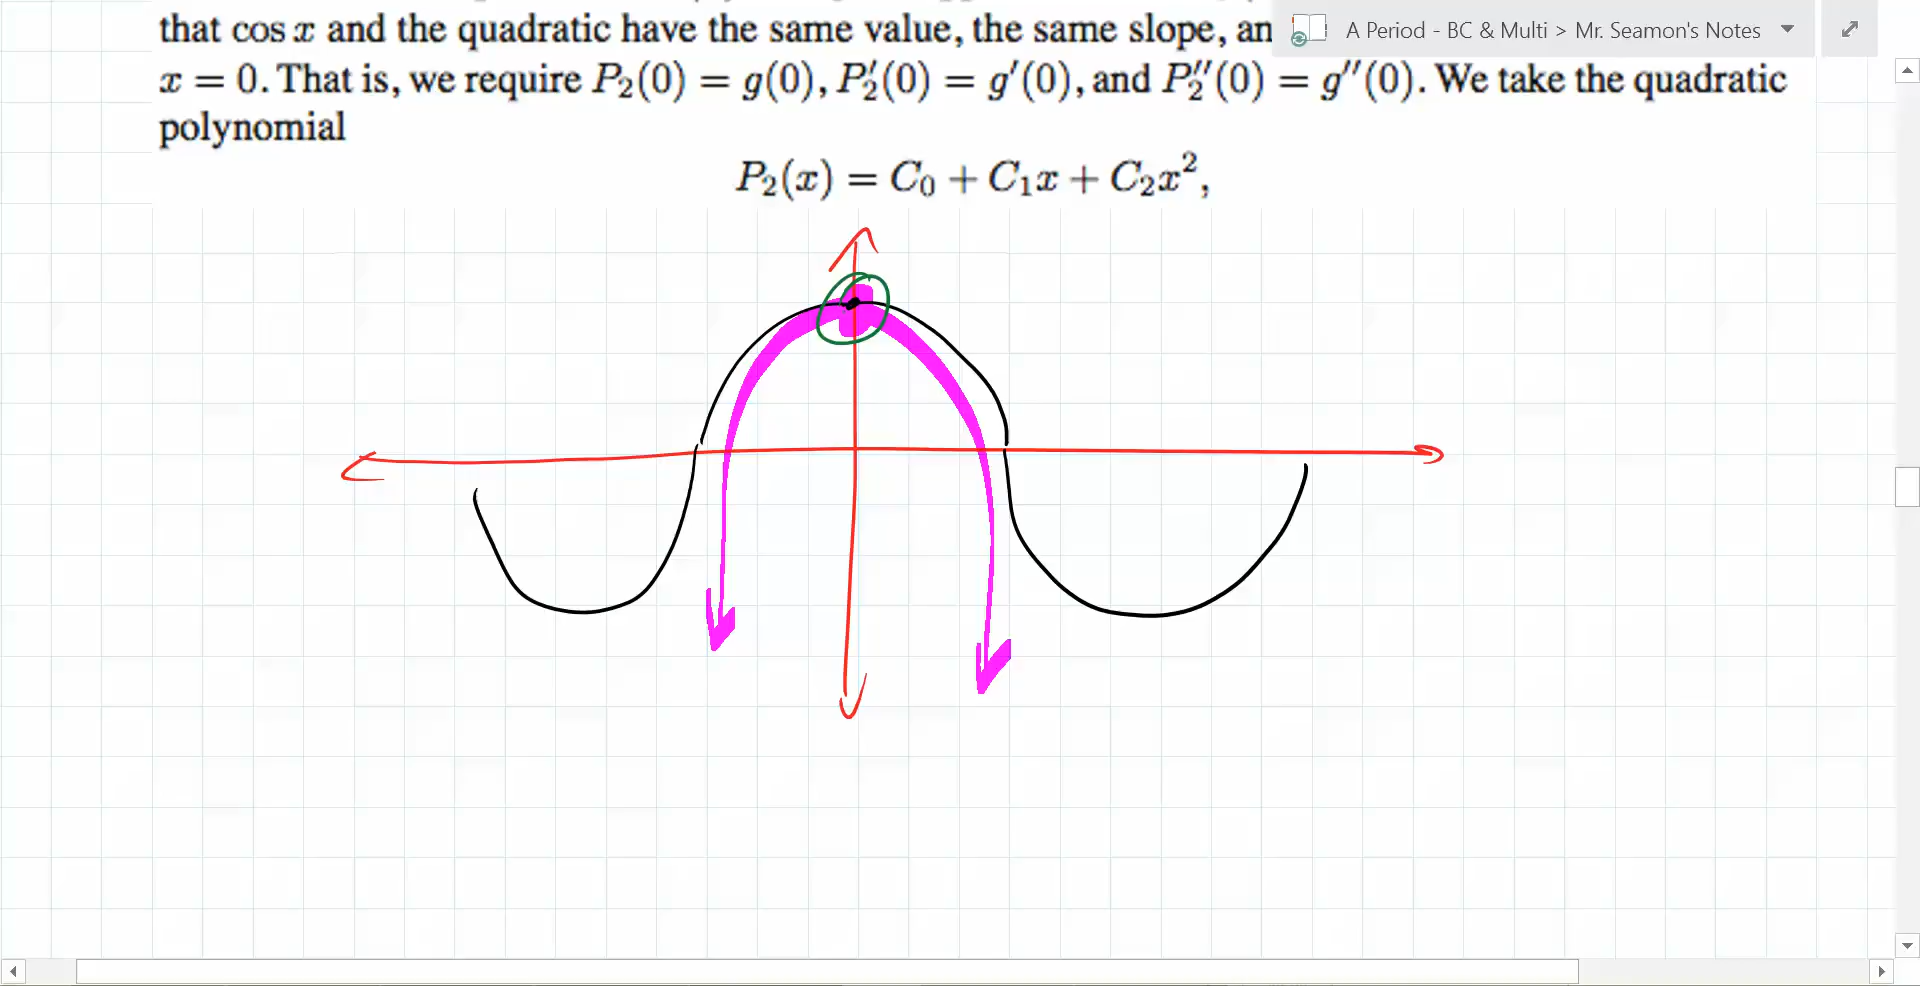 that cos x and the quadratic have the same value, the same slope, an
A Period - BC & Multi > Mr. Seamon's Notes
x = 0. That is, we require P₂(0) = g(0), P₂′(0) = g′(0), and P₂″(0) = g″(0). We take the quadratic
polynomial
P₂(x) = C₀ + C₁x + C₂x²,